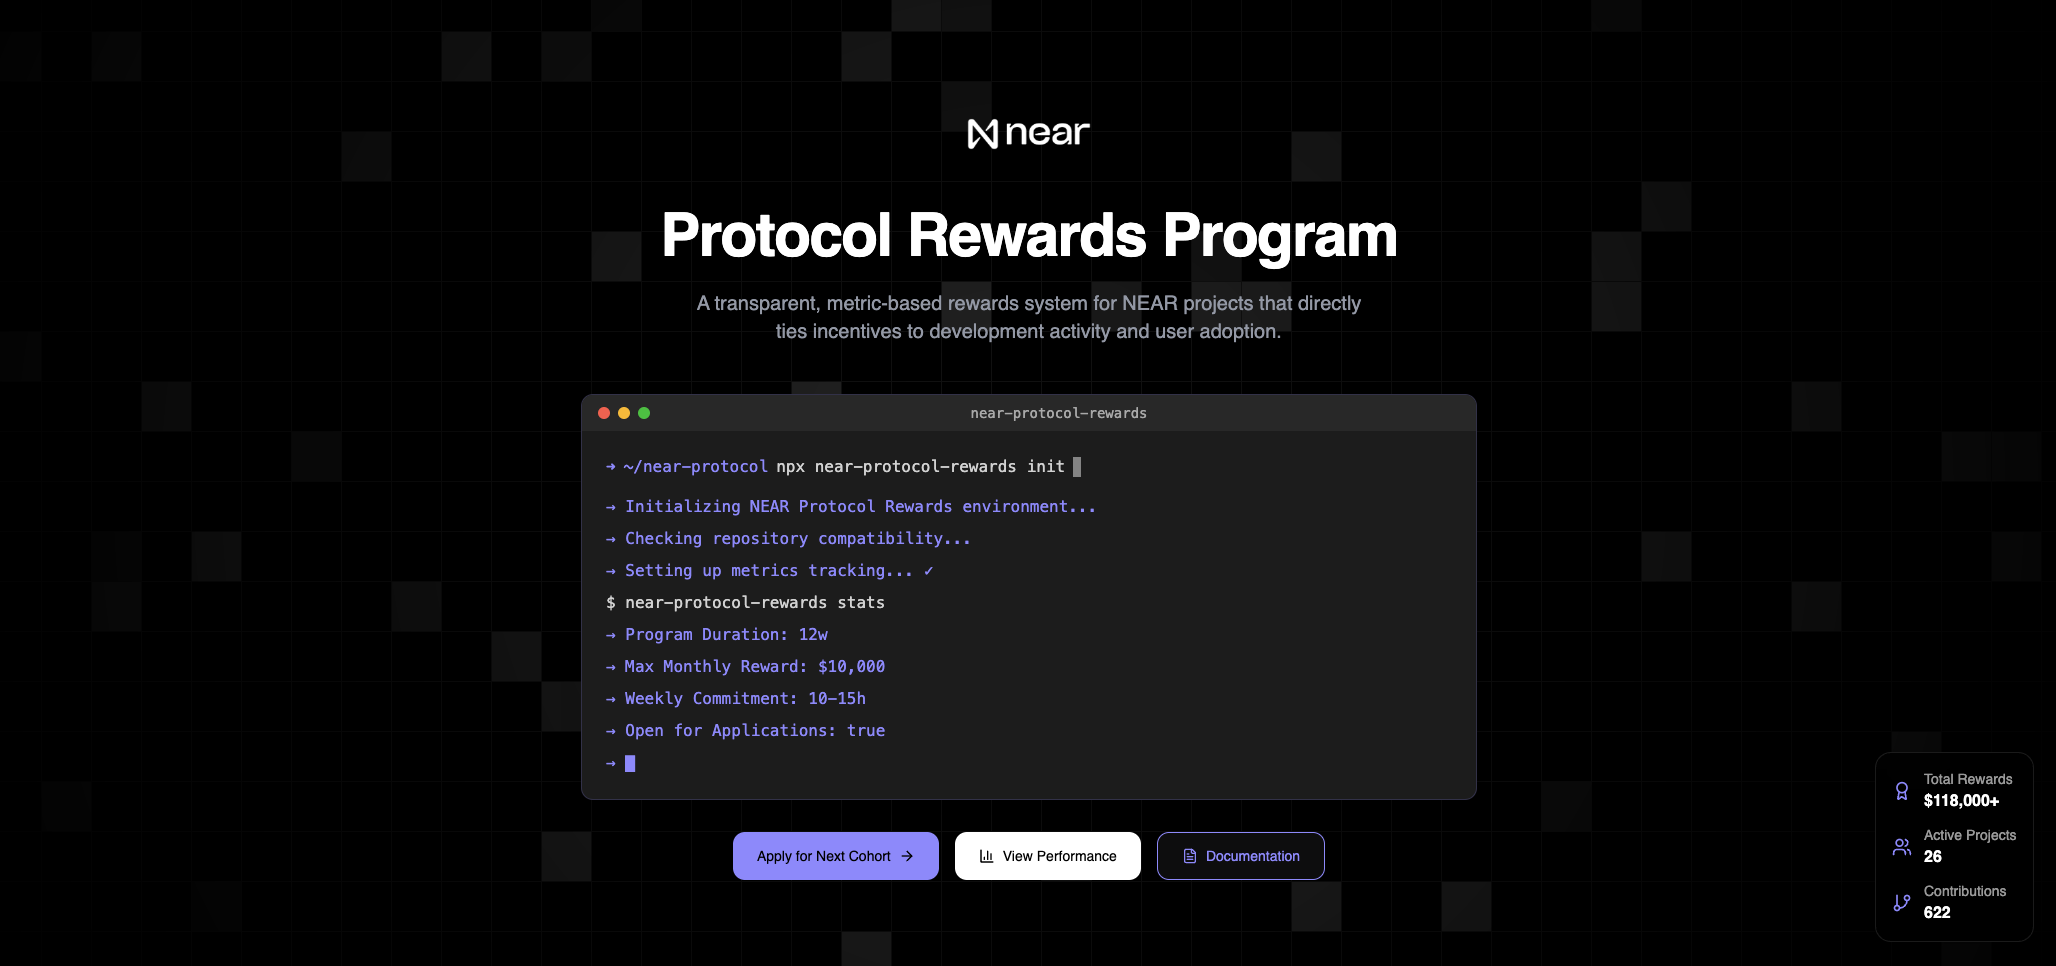 near
Protocol Rewards Program
A transparent, metric-based rewards system for NEAR projects that directly
ties incentives to development activity and user adoption.
near-protocol-rewards
➜ ~/near-protocol npx near-protocol-rewards init
→ Initializing NEAR Protocol Rewards environment...
→ Checking repository compatibility...
→ Setting up metrics tracking... ✓
$ near-protocol-rewards stats
→ Program Duration: 12w
→ Max Monthly Reward: $10,000
→ Weekly Commitment: 10-15h
→ Open for Applications: true
→
Apply for Next Cohort →
View Performance
Documentation
Total Rewards
$118,000+
Active Projects
26
Contributions
622